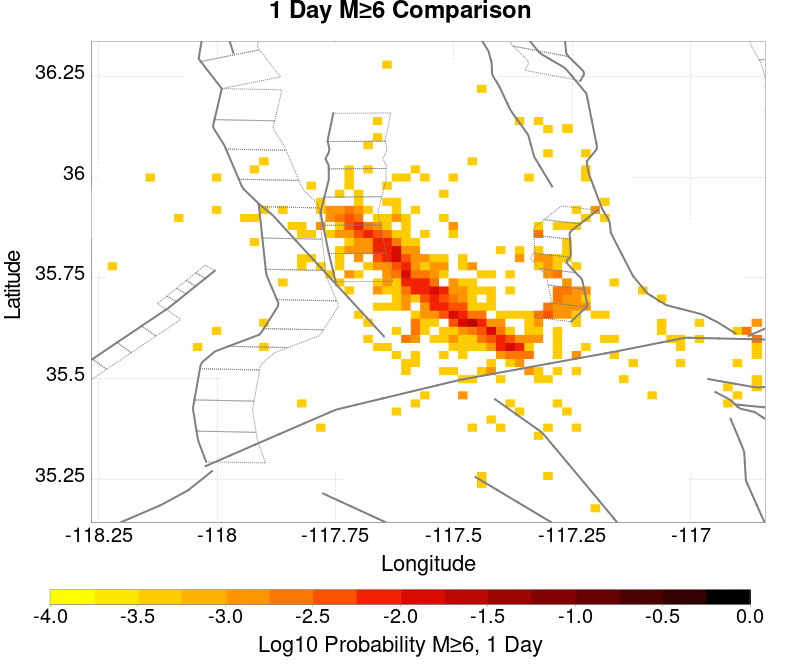 1 Day M≥6 Comparison
36.25
36
35.75
35.5
35.25
Latitude
-118.25 -118 -117.75 -117.5 -117.25 -117
Longitude
-4.0 -3.5 -3.0 -2.5 -2.0 -1.5 -1.0 -0.5 0.0
Log10 Probability M≥6, 1 Day